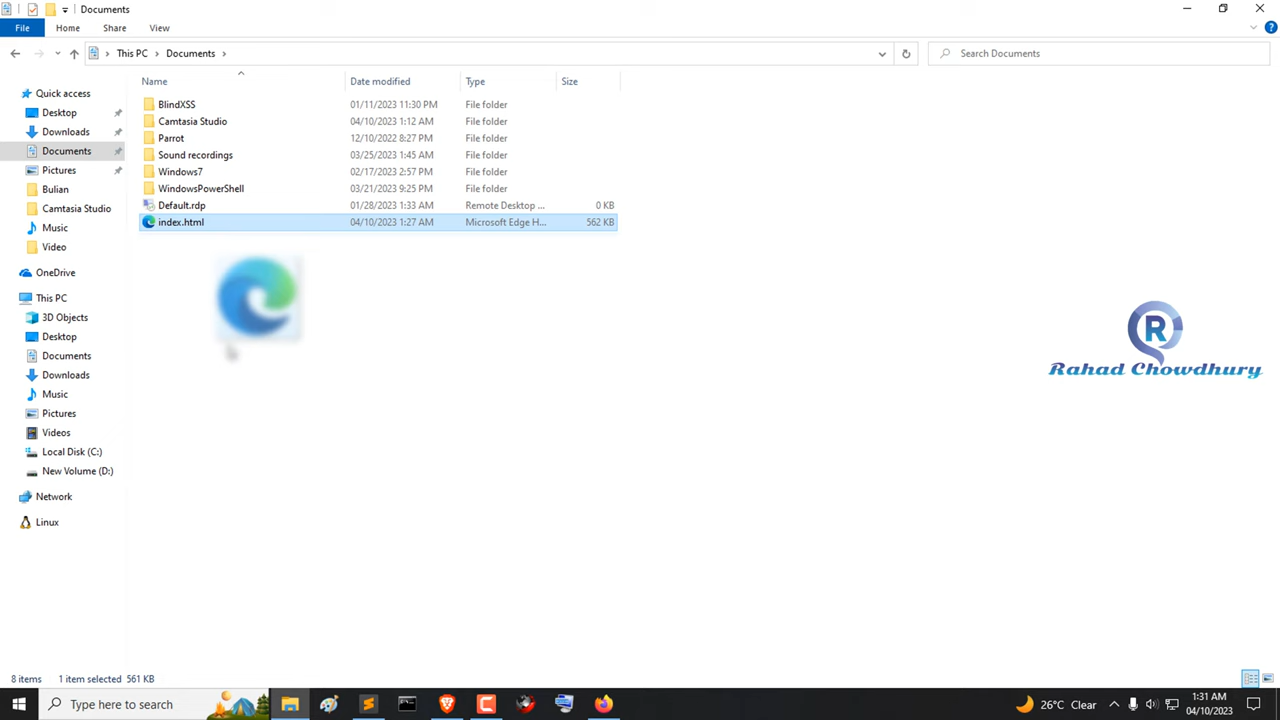 Documents
File Home Share View
This PC > Documents >
Search Documents
Name Date modified Type Size
Quick access
Desktop
Downloads
Documents
Pictures
Bulian
Camtasia Studio
Music
Video
OneDrive
This PC
3D Objects
Desktop
Documents
Downloads
Music
Pictures
Videos
Local Disk (C:)
New Volume (D:)
Network
Linux
BlindXSS 01/11/2023 11:30 PM File folder
Camtasia Studio 04/10/2023 1:12 AM File folder
Parrot 12/10/2022 8:27 PM File folder
Sound recordings 03/25/2023 1:45 AM File folder
Windows7 02/17/2023 2:57 PM File folder
WindowsPowerShell 03/21/2023 9:25 PM File folder
Default.rdp 01/28/2023 1:33 AM Remote Desktop ... 0 KB
index.html 04/10/2023 1:27 AM Microsoft Edge H... 562 KB
R
Rahad Chowdhury
8 items 1 item selected 561 KB
Type here to search
26°C Clear
1:31 AM
04/10/2023